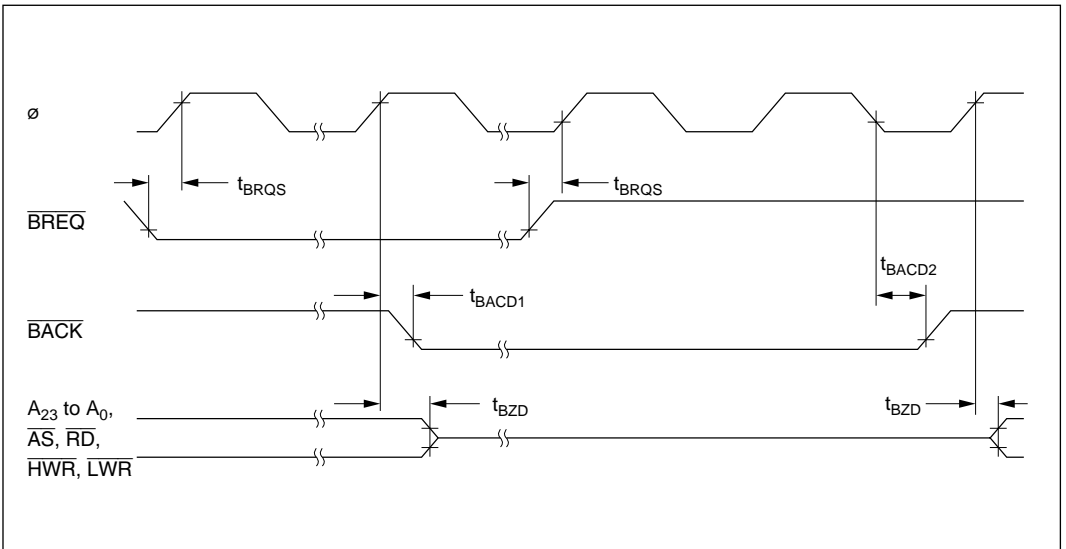 ø
tBRQS
tBRQS
BREQ
tBACD2
tBACD1
BACK
A23 to A0,
tBZD
tBZD
AS, RD,
HWR, LWR